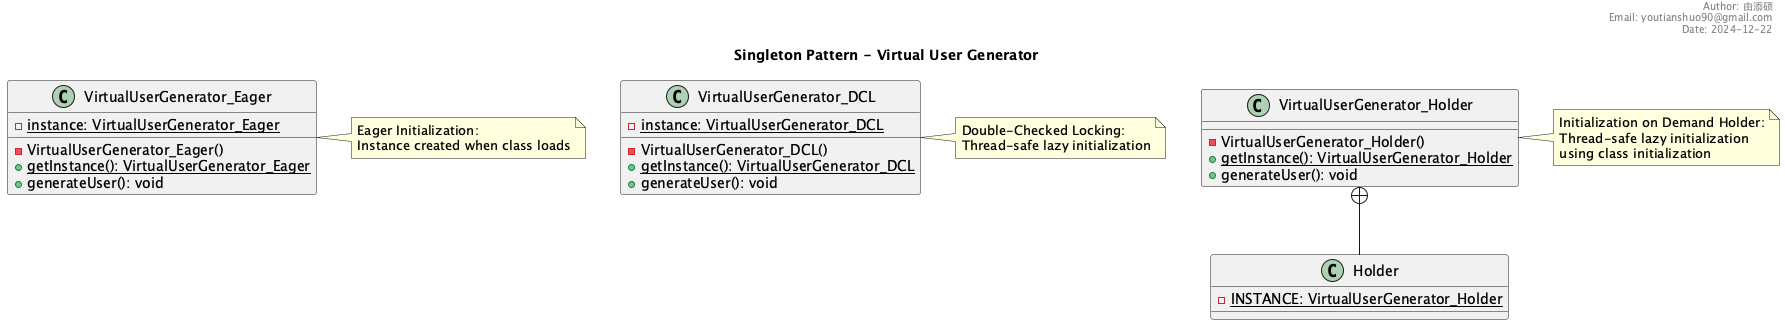 Author: 由添硕
Email: youtianshuo90@gmail.com
Date: 2024-12-22
Singleton Pattern - Virtual User Generator
C VirtualUserGenerator_Eager
instance: VirtualUserGenerator_Eager
VirtualUserGenerator_Eager()
getInstance(): VirtualUserGenerator_Eager
generateUser(): void
Eager Initialization:
Instance created when class loads
C VirtualUserGenerator_DCL
instance: VirtualUserGenerator_DCL
VirtualUserGenerator_DCL()
getInstance(): VirtualUserGenerator_DCL
generateUser(): void
Double-Checked Locking:
Thread-safe lazy initialization
C VirtualUserGenerator_Holder
VirtualUserGenerator_Holder()
getInstance(): VirtualUserGenerator_Holder
generateUser(): void
Initialization on Demand Holder:
Thread-safe lazy initialization
using class initialization
C Holder
INSTANCE: VirtualUserGenerator_Holder